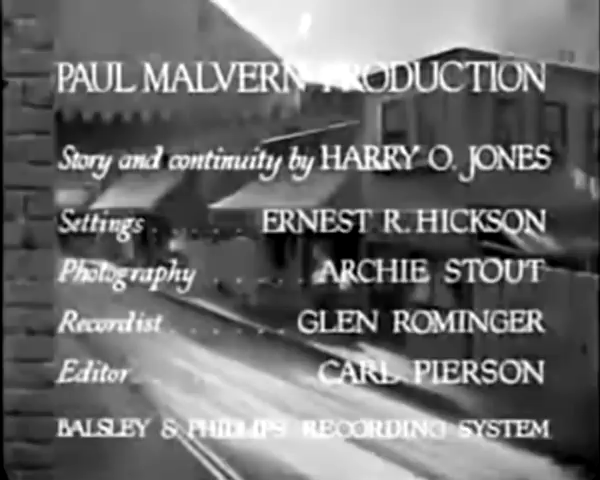 PAUL MALVERN PRODUCTION
Story and continuity by HARRY O. JONES
Settings . . . . . . ERNEST R. HICKSON
Photography . . . . . ARCHIE STOUT
Recordist . . . . . . GLEN ROMINGER
Editor . . . . . . CARL PIERSON
BALSLEY & PHILLIPS RECORDING SYSTEM